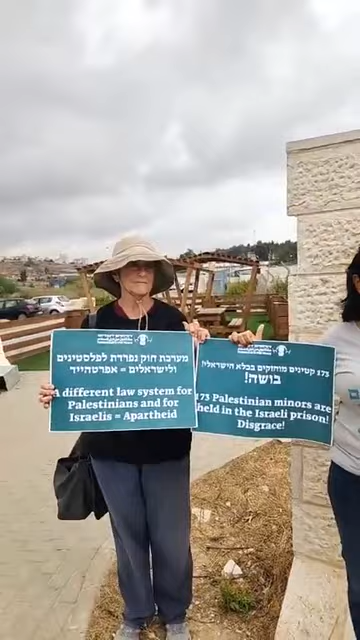 מערכת חוק נפרדת לפלסטינים
ולישראלים = אפרטהייד
A different law system for
Palestinians and for
Israelis = Apartheid
173 קטינים מוחזקים בכלא הישראלי!
בושה!
173 Palestinian minors are
held in the Israeli prison!
Disgrace!